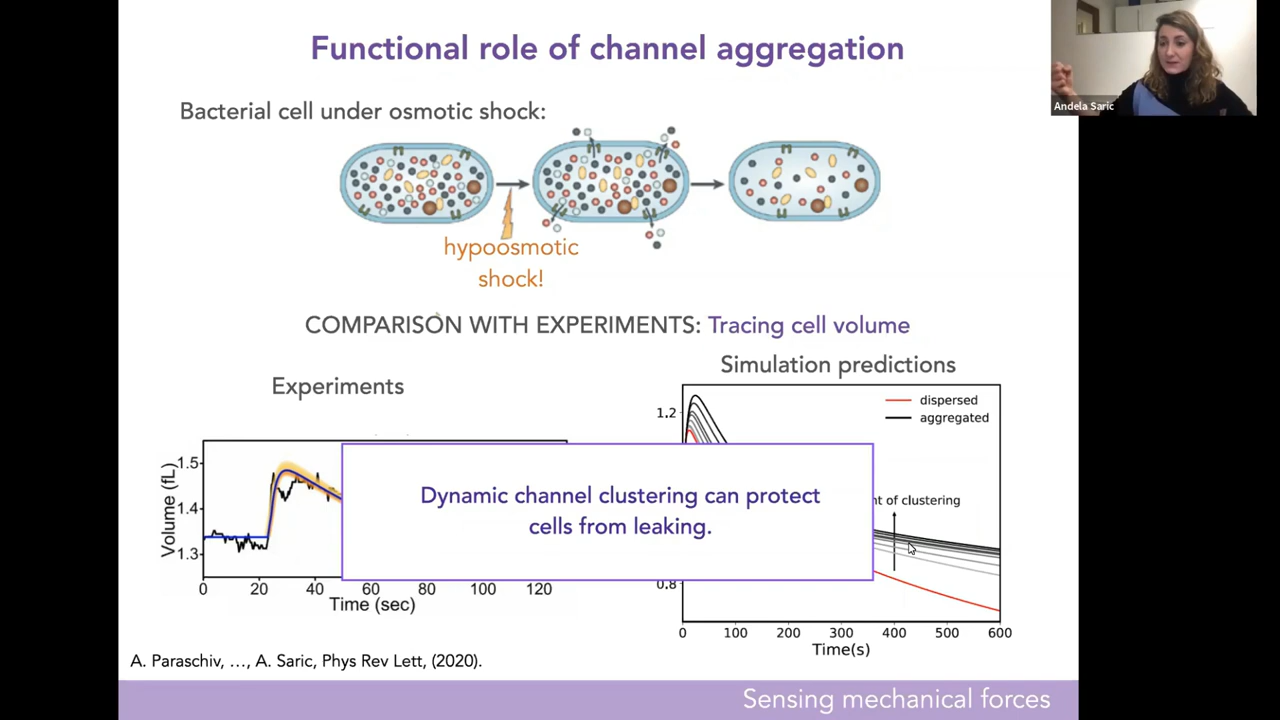 Functional role of channel aggregation
Andela Saric
Bacterial cell under osmotic shock:
hypoosmotic
shock!
COMPARISON WITH EXPERIMENTS: Tracing cell volume
Experiments
Simulation predictions
Volume (fL)
1.5
1.4
1.3
0 20 40 60 80 100 120
Time (sec)
Dynamic channel clustering can protect
cells from leaking.
1.2
0.8
dispersed
aggregated
of clustering
0 100 200 300 400 500 600
Time(s)
A. Paraschiv, ..., A. Saric, Phys Rev Lett, (2020).
Sensing mechanical forces